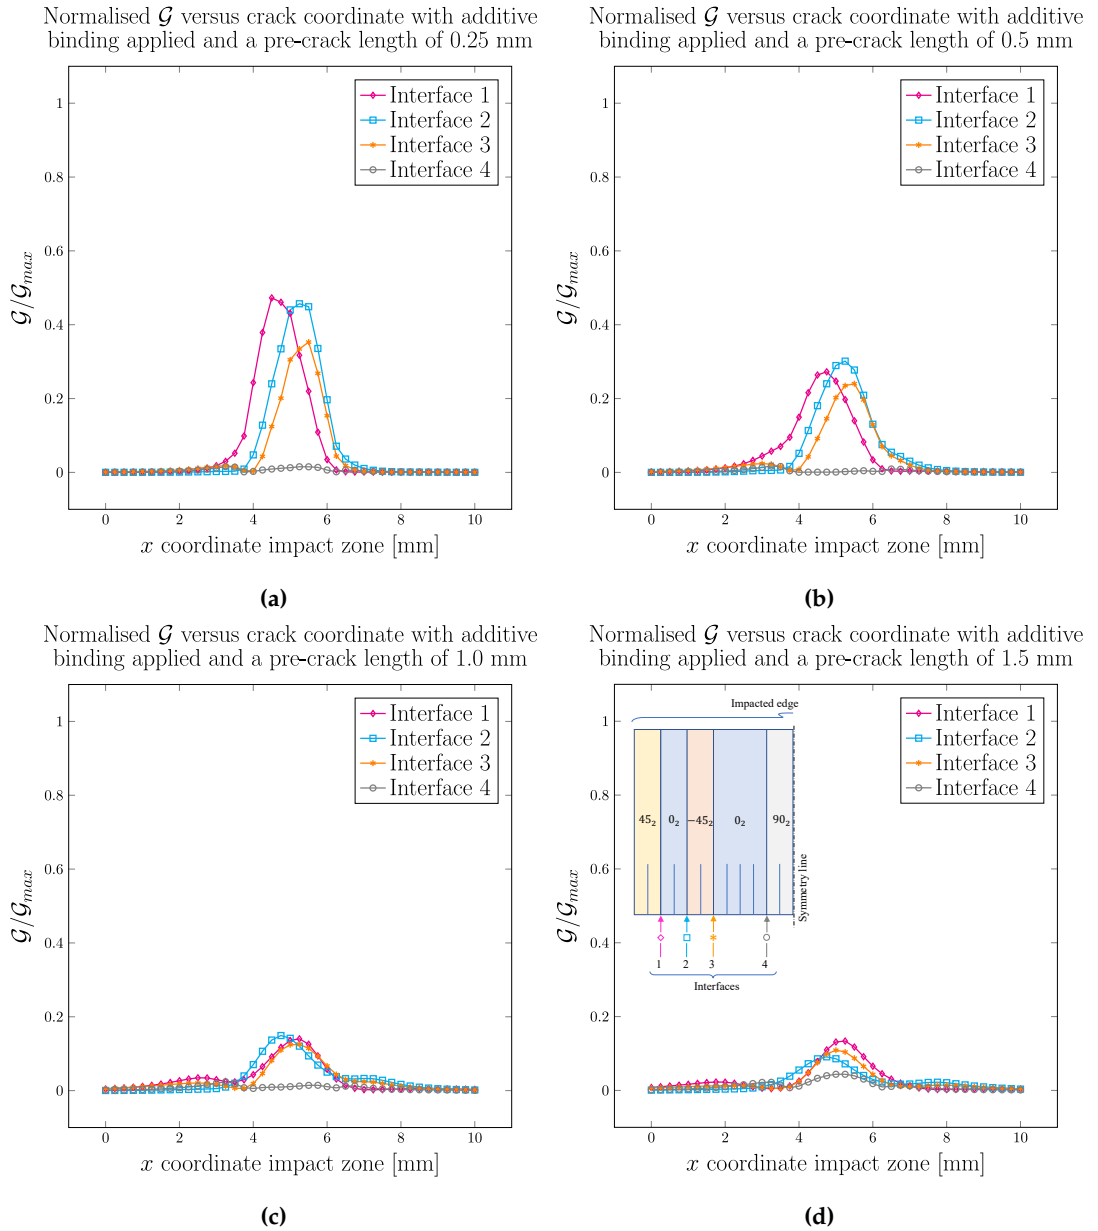 Normalised 𝒢 versus crack coordinate with additive
binding applied and a pre-crack length of 0.25 mm
Interface 1
Interface 2
Interface 3
Interface 4
1
0.8
0.6
0.4
0.2
0
𝒢/𝒢max
0 2 4 6 8 10
x coordinate impact zone [mm]
(a)
Normalised 𝒢 versus crack coordinate with additive
binding applied and a pre-crack length of 0.5 mm
Interface 1
Interface 2
Interface 3
Interface 4
1
0.8
0.6
0.4
0.2
0
𝒢/𝒢max
0 2 4 6 8 10
x coordinate impact zone [mm]
(b)
Normalised 𝒢 versus crack coordinate with additive
binding applied and a pre-crack length of 1.0 mm
Interface 1
Interface 2
Interface 3
Interface 4
1
0.8
0.6
0.4
0.2
0
𝒢/𝒢max
0 2 4 6 8 10
x coordinate impact zone [mm]
(c)
Normalised 𝒢 versus crack coordinate with additive
binding applied and a pre-crack length of 1.5 mm
Interface 1
Interface 2
Interface 3
Interface 4
Impacted edge
45₂ 0₂ −45₂ 0₂ 90₂
Symmetry line
1 2 3 4
Interfaces
1
0.8
0.6
0.4
0.2
0
𝒢/𝒢max
0 2 4 6 8 10
x coordinate impact zone [mm]
(d)